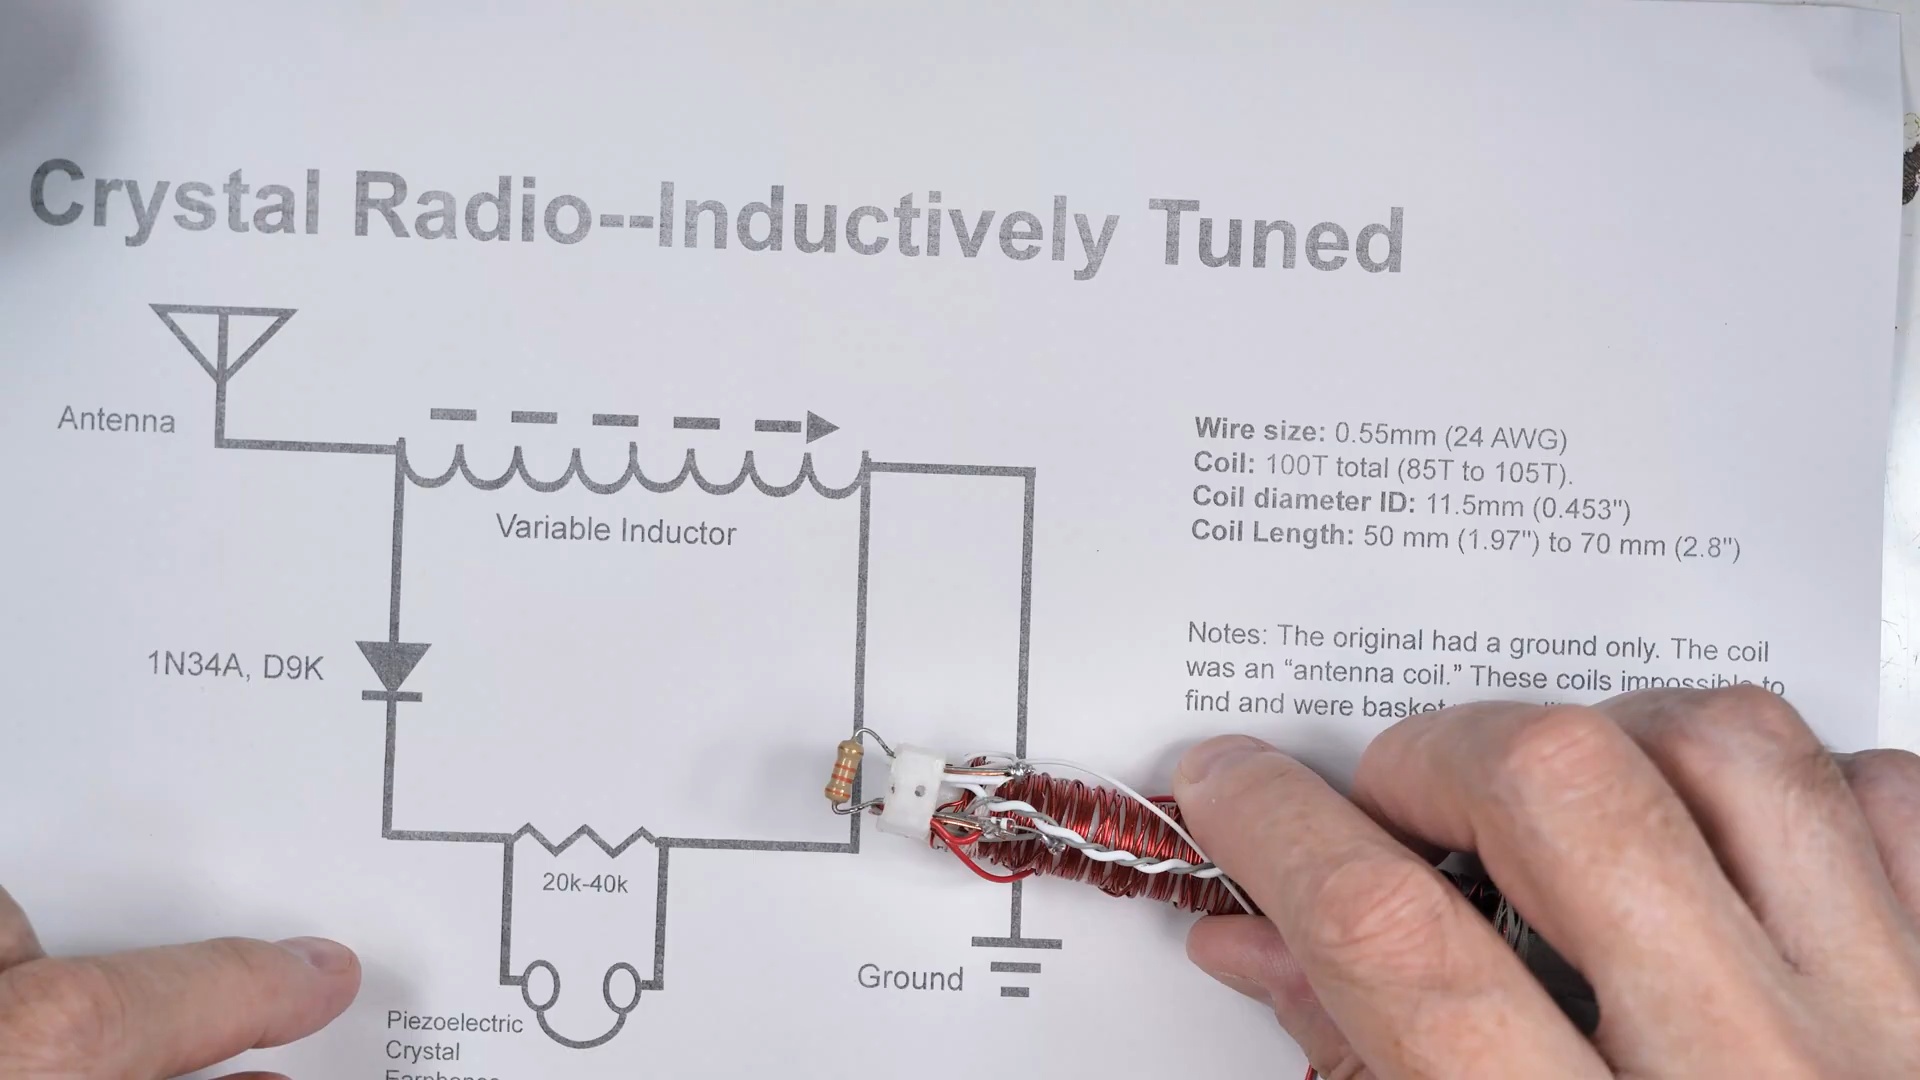 Crystal Radio--Inductively Tuned
Antenna
Variable Inductor
1N34A, D9K
20k-40k
Ground
Piezoelectric
Crystal
Earphones
Wire size: 0.55mm (24 AWG)
Coil: 100T total (85T to 105T).
Coil diameter ID: 11.5mm (0.453")
Coil Length: 50 mm (1.97") to 70 mm (2.8")
Notes: The original had a ground only. The coil
was an “antenna coil.” These coils impossible to
find and were basket